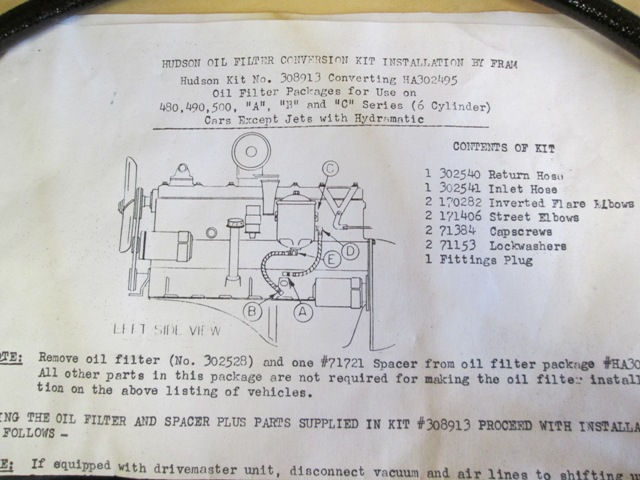 HUDSON OIL FILTER CONVERSION KIT INSTALLATION BY FRAM
Hudson Kit No. 308913 Converting HA302495
Oil Filter Packages for Use on
480,490,500, "A", "B" and "C" Series (6 Cylinder)
Cars Except Jets with Hydramatic
CONTENTS OF KIT
1 302540 Return Hose
1 302541 Inlet Hose
2 170282 Inverted Flare Elbows
2 171406 Street Elbows
2 71384 Capscrews
2 71153 Lockwashers
1 Fittings Plug
C
D
E
B
A
LEFT SIDE VIEW
OTE: Remove oil filter (No. 302528) and one #71721 Spacer from oil filter package #HA30
All other parts in this package are not required for making the oil filter install
tion on the above listing of vehicles.
ING THE OIL FILTER AND SPACER PLUS PARTS SUPPLIED IN KIT #308913 PROCEED WITH INSTALLA
FOLLOWS -
E: If equipped with drivemaster unit, disconnect vacuum and air lines to shifting un